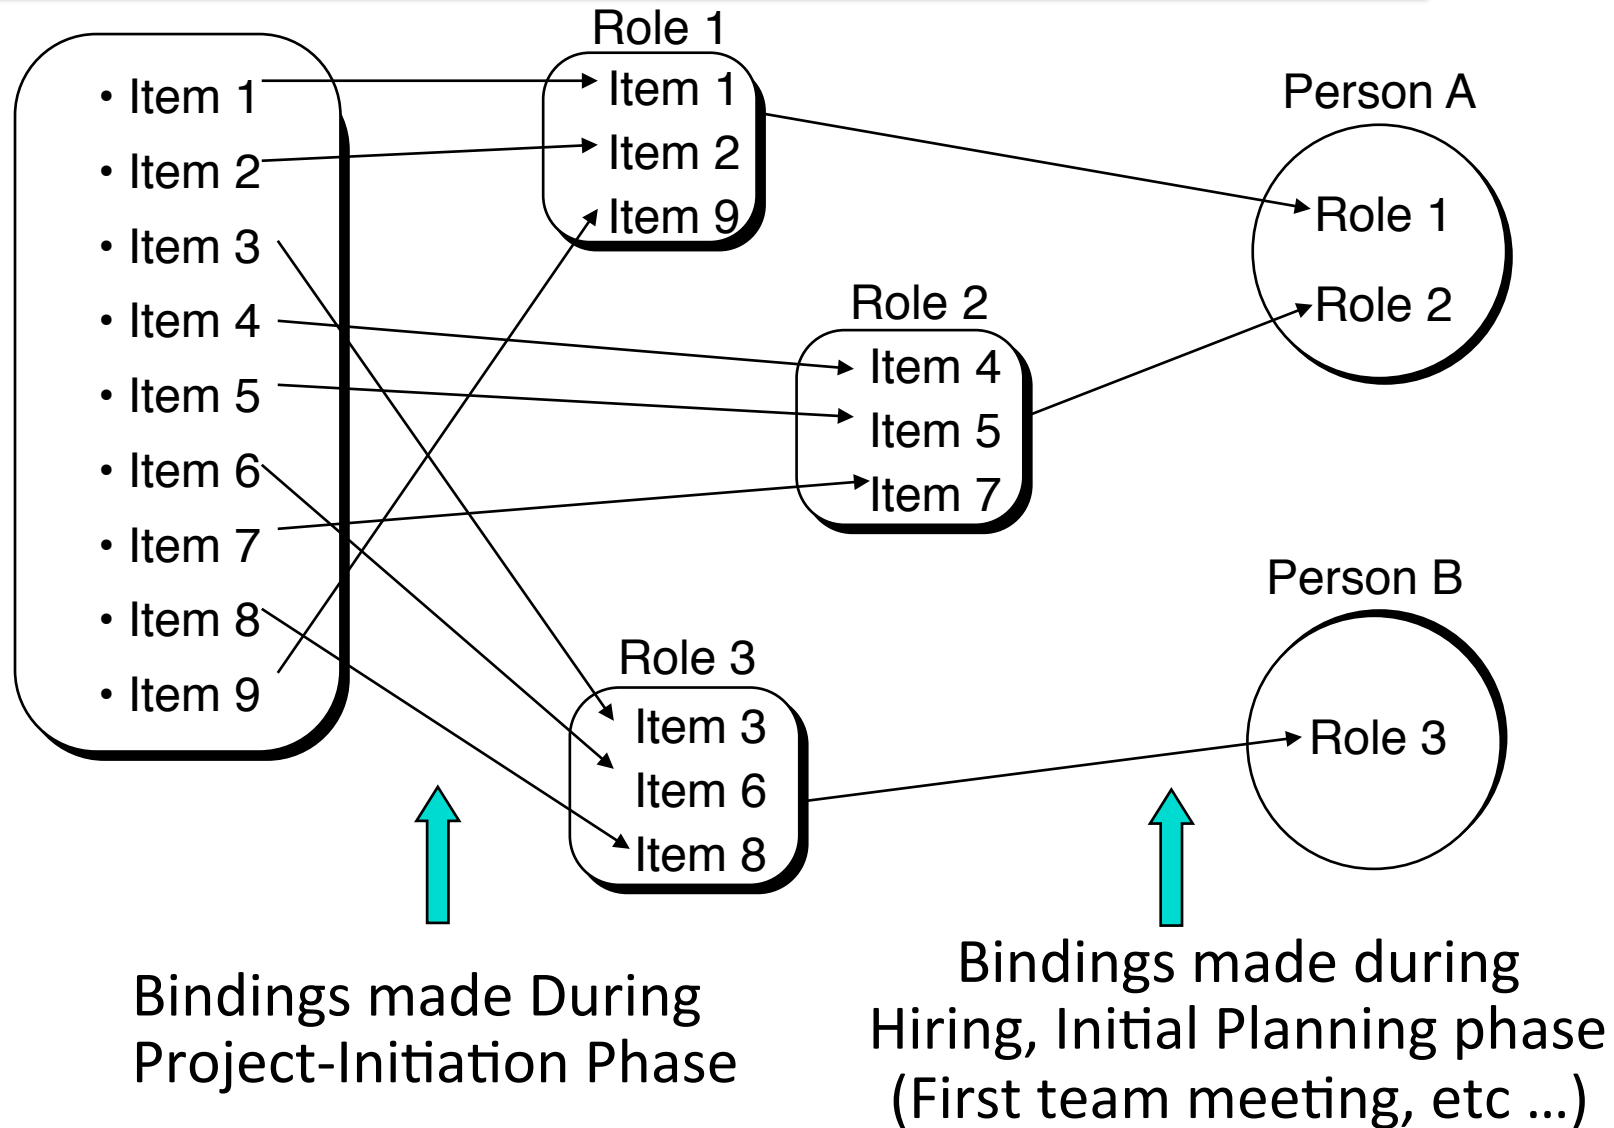 • Item 1
• Item 2
• Item 3
• Item 4
• Item 5
• Item 6
• Item 7
• Item 8
• Item 9
Role 1
Item 1
Item 2
Item 9
Role 2
Item 4
Item 5
Item 7
Role 3
Item 3
Item 6
Item 8
Person A
Role 1
Role 2
Person B
Role 3
Bindings made During
Project-Initiation Phase
Bindings made during
Hiring, Initial Planning phase
(First team meeting, etc ...)